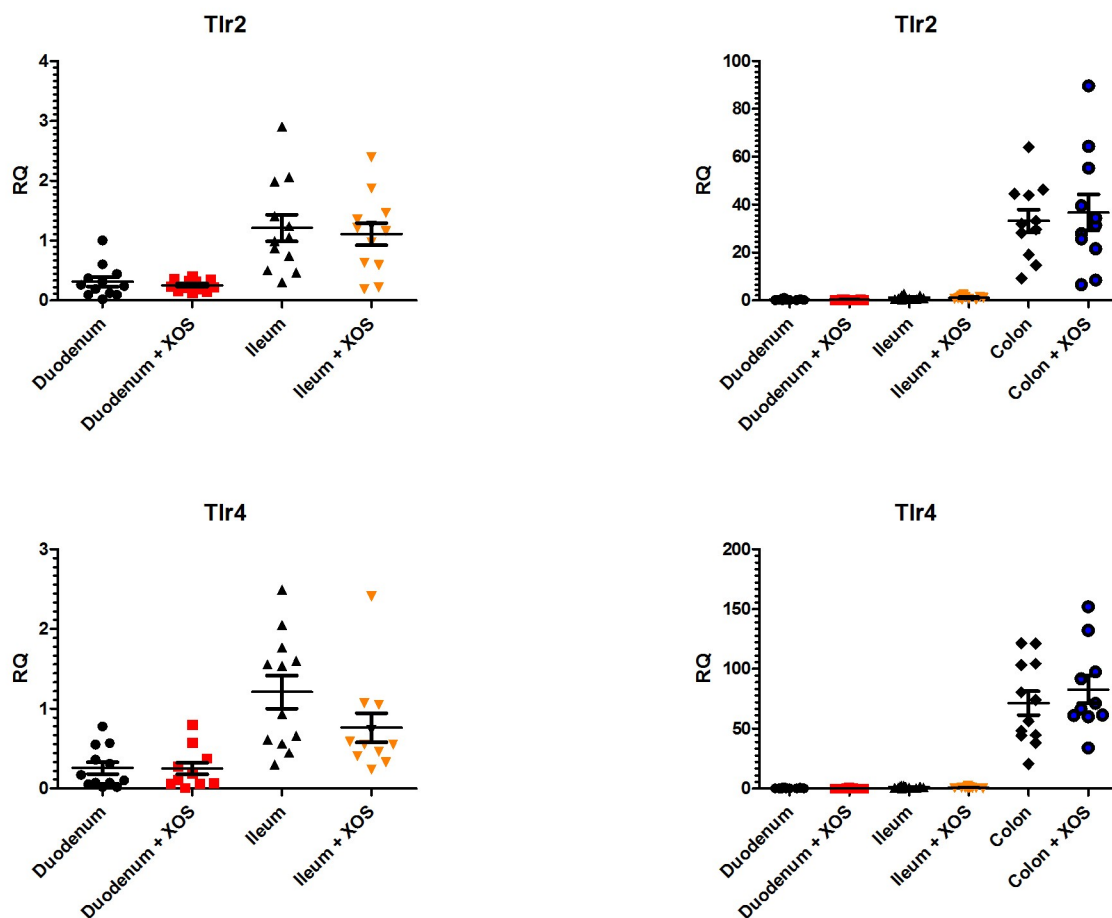 Tlr2
4
3
2
1
0
RQ
Duodenum
Duodenum + XOS
Ileum
Ileum + XOS
Tlr2
100
80
60
40
20
0
RQ
Duodenum
Duodenum + XOS
Ileum
Ileum + XOS
Colon
Colon + XOS
Tlr4
3
2
1
0
RQ
Duodenum
Duodenum + XOS
Ileum
Ileum + XOS
Tlr4
200
150
100
50
0
RQ
Duodenum
Duodenum + XOS
Ileum
Ileum + XOS
Colon
Colon + XOS